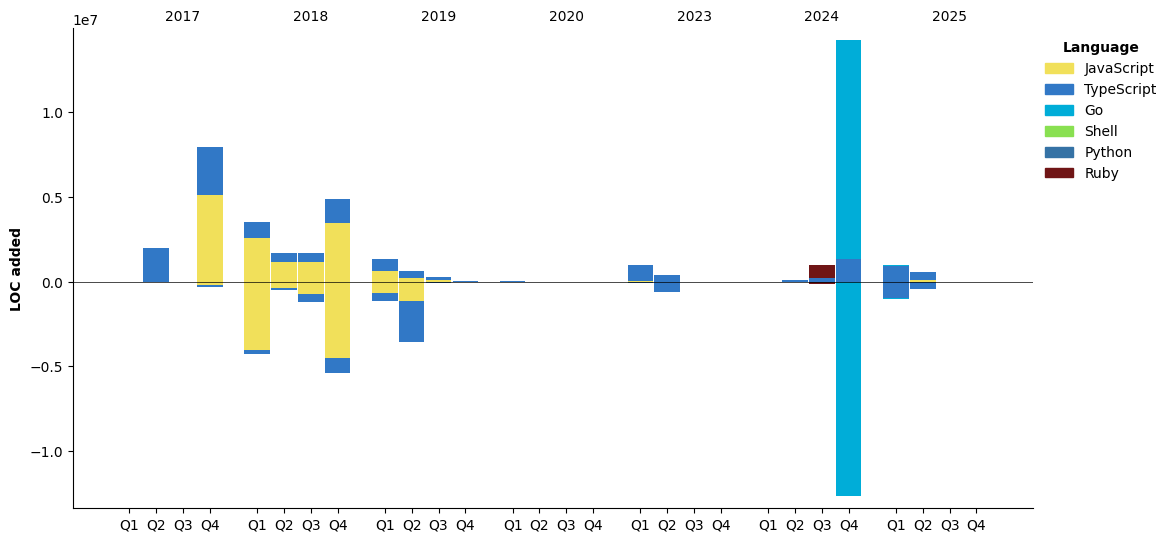 1e7
2017 2018 2019 2020 2023 2024 2025
Language
JavaScript
TypeScript
Go
Shell
Python
Ruby
LOC added
1.0
0.5
0.0
−0.5
−1.0
Q1 Q2 Q3 Q4 Q1 Q2 Q3 Q4 Q1 Q2 Q3 Q4 Q1 Q2 Q3 Q4 Q1 Q2 Q3 Q4 Q1 Q2 Q3 Q4 Q1 Q2 Q3 Q4